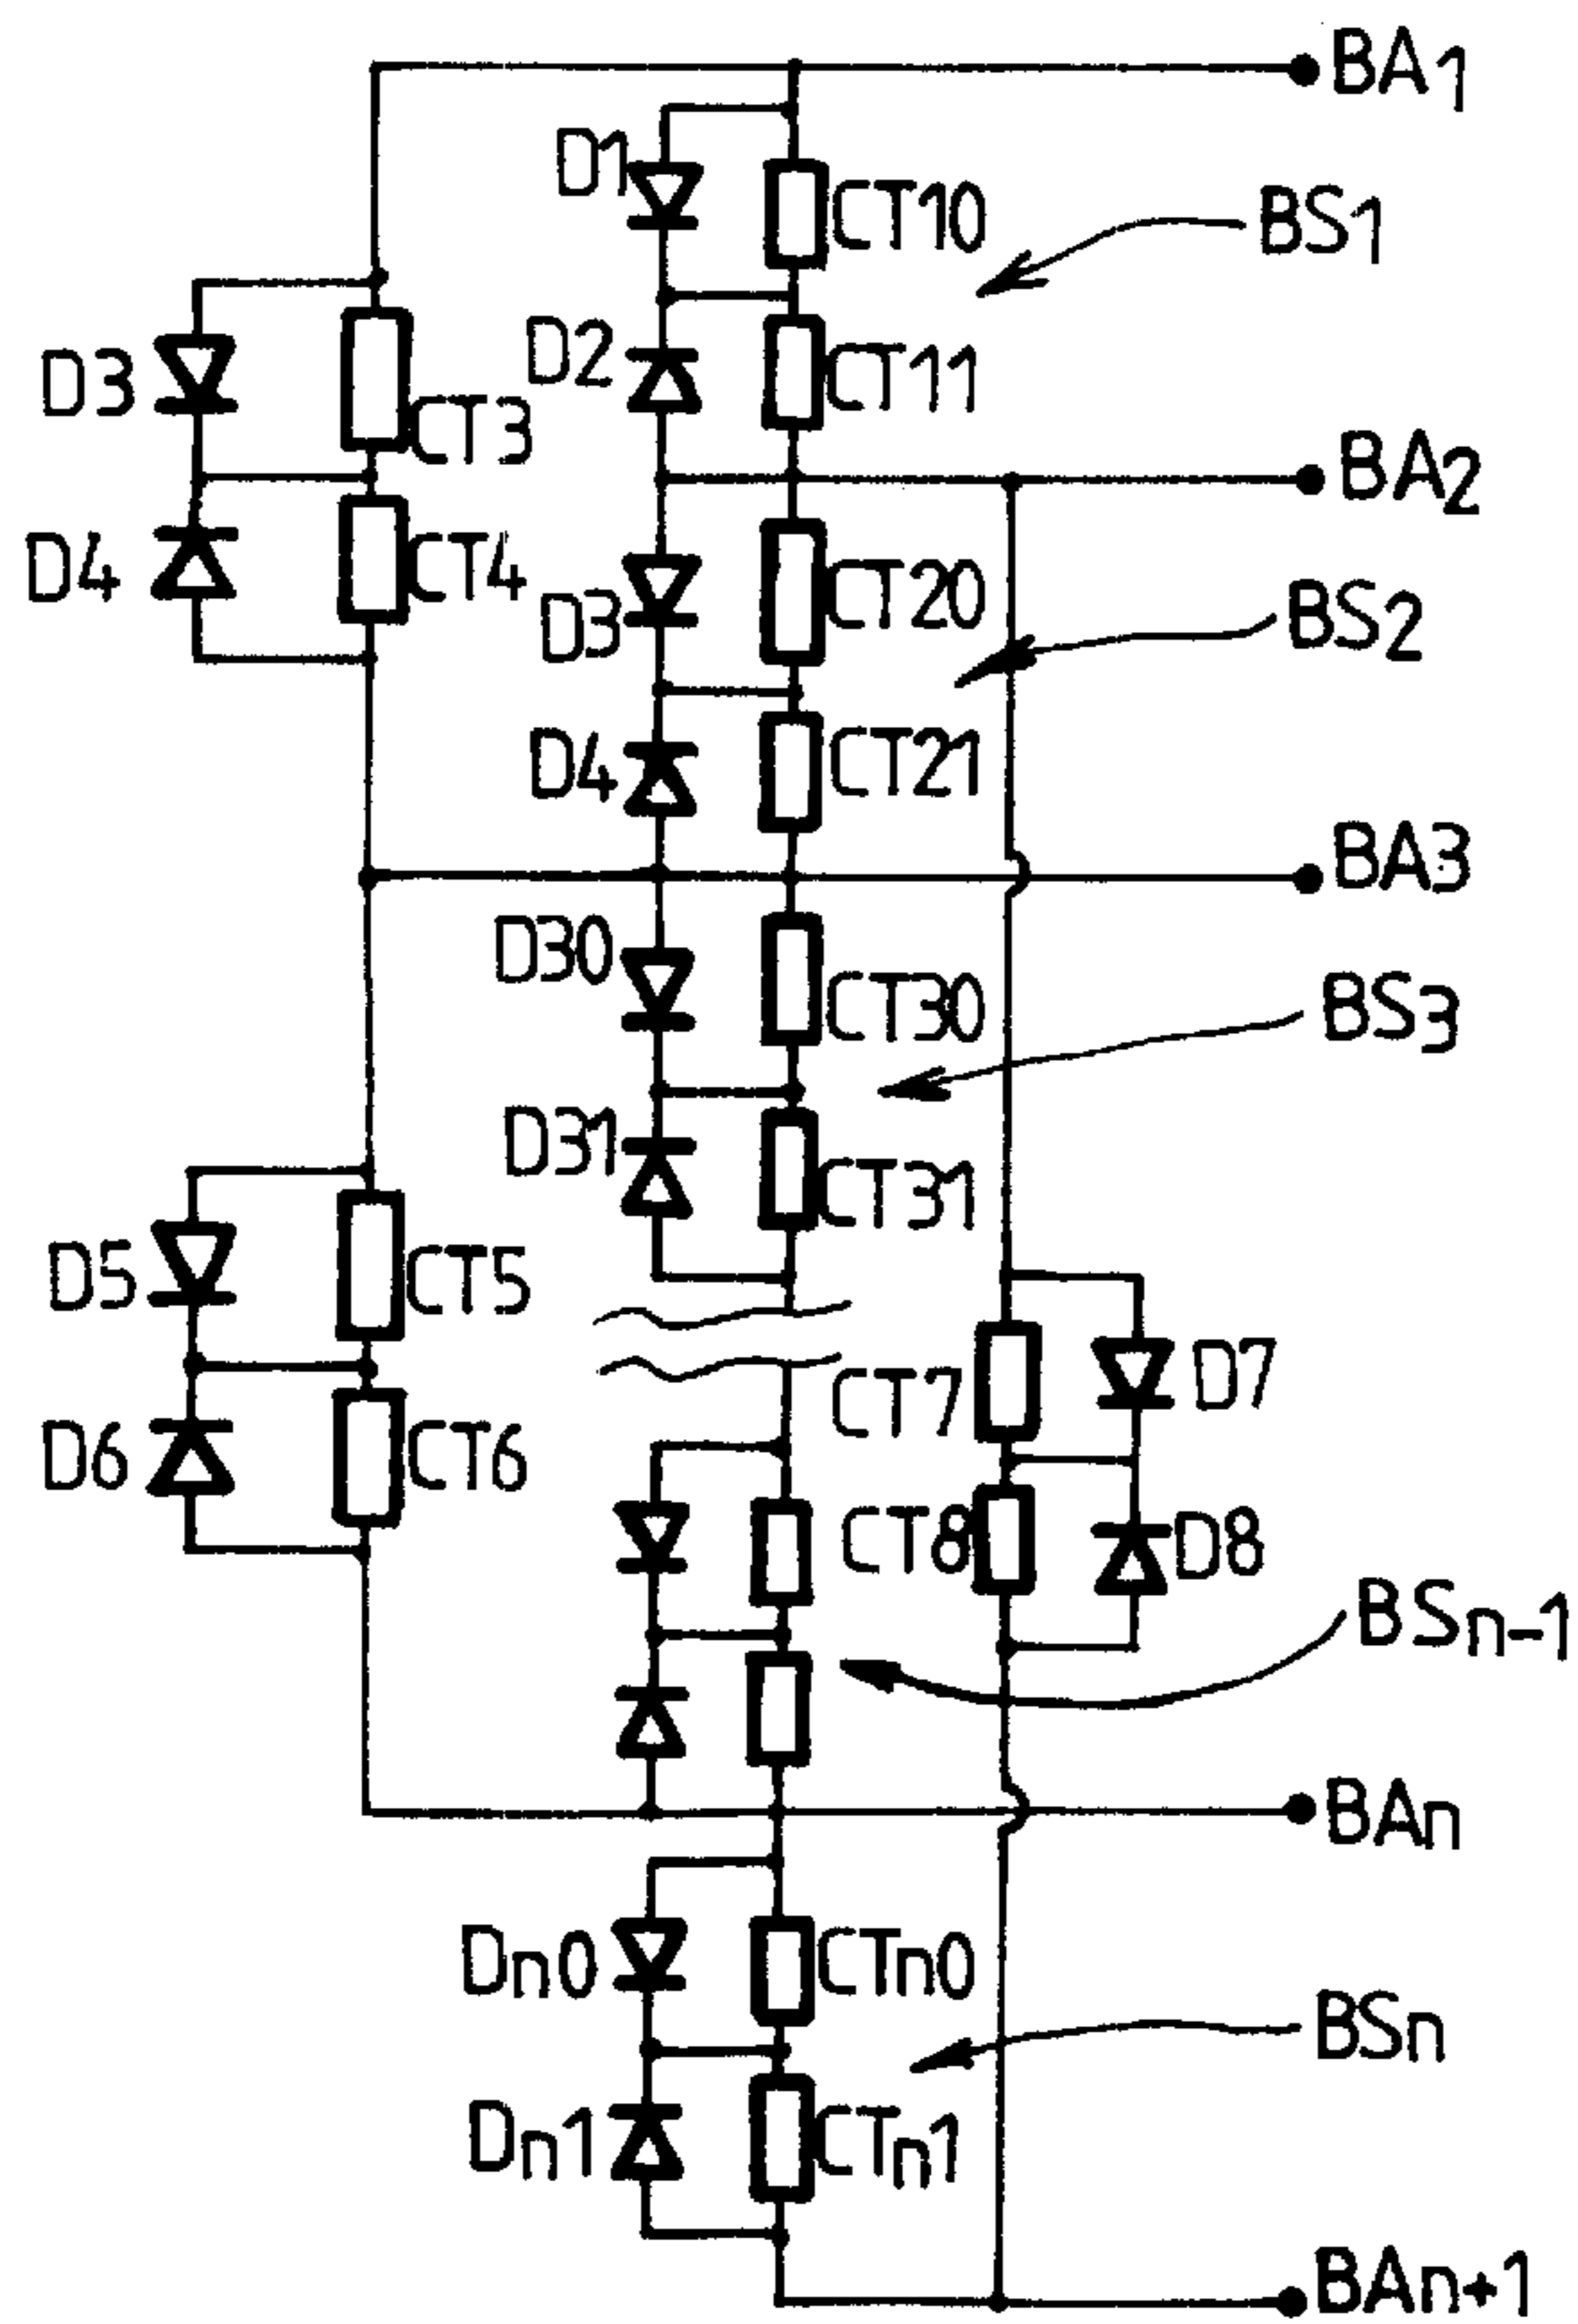 BA1
D1
CT10
BS1
D3
CT3
D2
CT11
BA2
D4
CT4
D3
CT20
BS2
D4
CT21
BA3
D30
CT30
BS3
D31
CT31
D5
CT5
CT7
D7
D6
CT6
CT8
D8
BSn-1
BAn
Dn0
CTn0
BSn
Dn1
CTn1
BAn+1